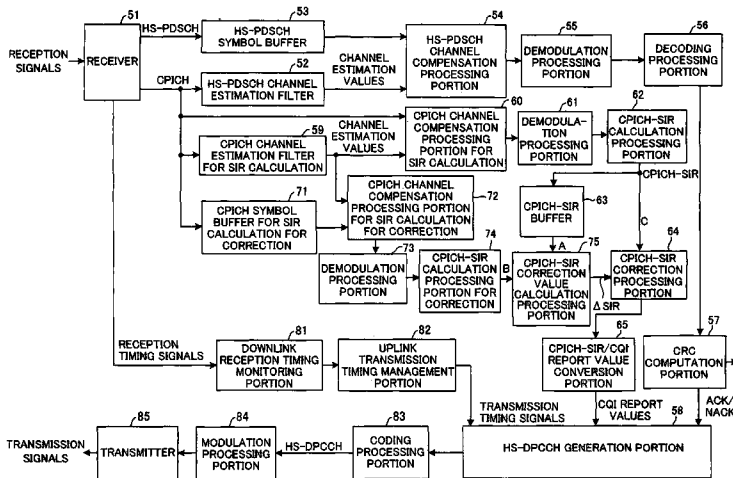 51
HS-PDSCH
53
HS-PDSCH
SYMBOL BUFFER
54
HS-PDSCH
CHANNEL
COMPENSATION
PROCESSING
PORTION
55
DEMODULATION
PROCESSING
PORTION
56
DECODING
PROCESSING
PORTION
RECEPTION
SIGNALS
RECEIVER
CPICH
52
HS-PDSCH CHANNEL
ESTIMATION FILTER
CHANNEL
ESTIMATION
VALUES
60
CPICH CHANNEL
COMPENSATION
PROCESSING
PORTION FOR SIR
CALCULATION
61
DEMODULA-
TION
PROCESSING
PORTION
62
CPICH-SIR
CALCULATION
PROCESSING
PORTION
59
CPICH CHANNEL
ESTIMATION FILTER
FOR SIR CALCULATION
CHANNEL
ESTIMATION
VALUES
CPICH-SIR
71
CPICH SYMBOL
BUFFER FOR SIR
CALCULATION FOR
CORRECTION
CPICH CHANNEL
COMPENSATION
PROCESSING PORTION
FOR SIR CALCULATION
FOR CORRECTION
72
CPICH-SIR
BUFFER
63
C
73
DEMODULATION
PROCESSING
PORTION
74
CPICH-SIR
CALCULATION
PROCESSING
PORTION FOR
CORRECTION
B
A
75
CPICH-SIR
CORRECTION
VALUE
CALCULATION
PROCESSING
PORTION
64
CPICH-SIR
CORRECTION
PROCESSING
PORTION
Δ SIR
RECEPTION
TIMING SIGNALS
81
DOWNLINK
RECEPTION TIMING
MONITORING
PORTION
82
UPLINK
TRANSMISSION
TIMING MANAGEMENT
PORTION
65
CPICH-SIR/CQI
REPORT VALUE
CONVERSION
PORTION
57
CRC
COMPUTATION
PORTION
TRANSMISSION
TIMING SIGNALS
CQI REPORT
VALUES
58
ACK/
NACK
TRANSMISSION
SIGNALS
85
TRANSMITTER
84
MODULATION
PROCESSING
PORTION
HS-DPCCH
83
CODING
PROCESSING
PORTION
HS-DPCCH GENERATION PORTION